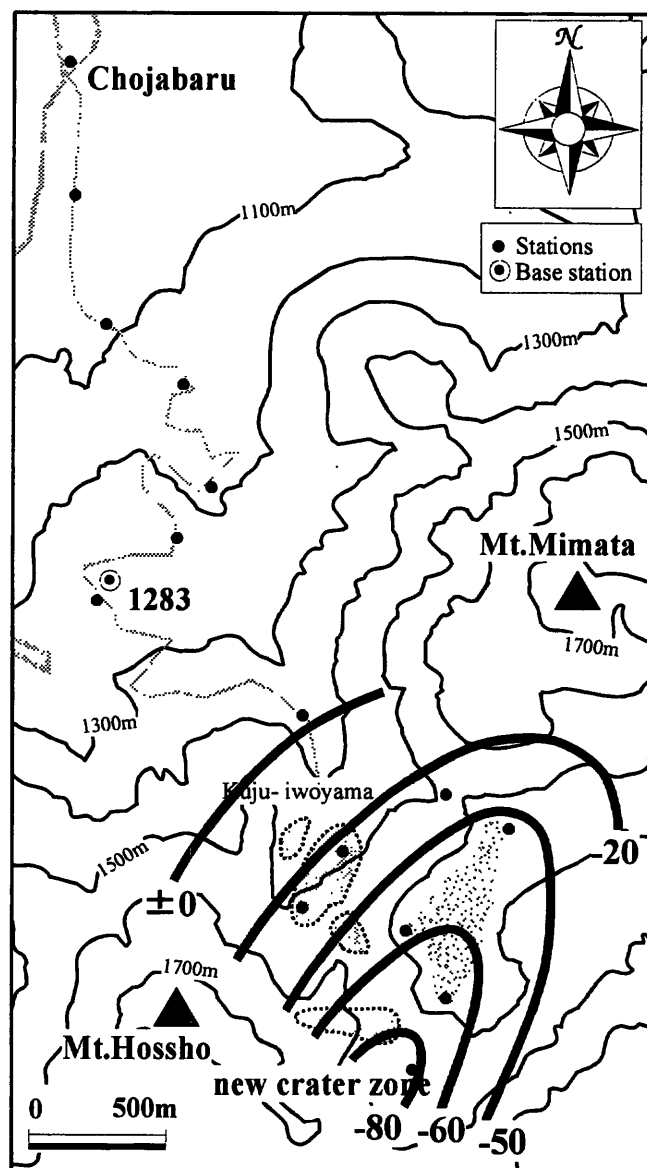 N
Chojabaru
1100m
Stations
Base station
1300m
1500m
Mt.Mimata
1283
1700m
1300m
Kuju- iwoyama
1500m
-20
±0
1700m
Mt.Hossho
new crater zone
0 500m
-80 -60 -50